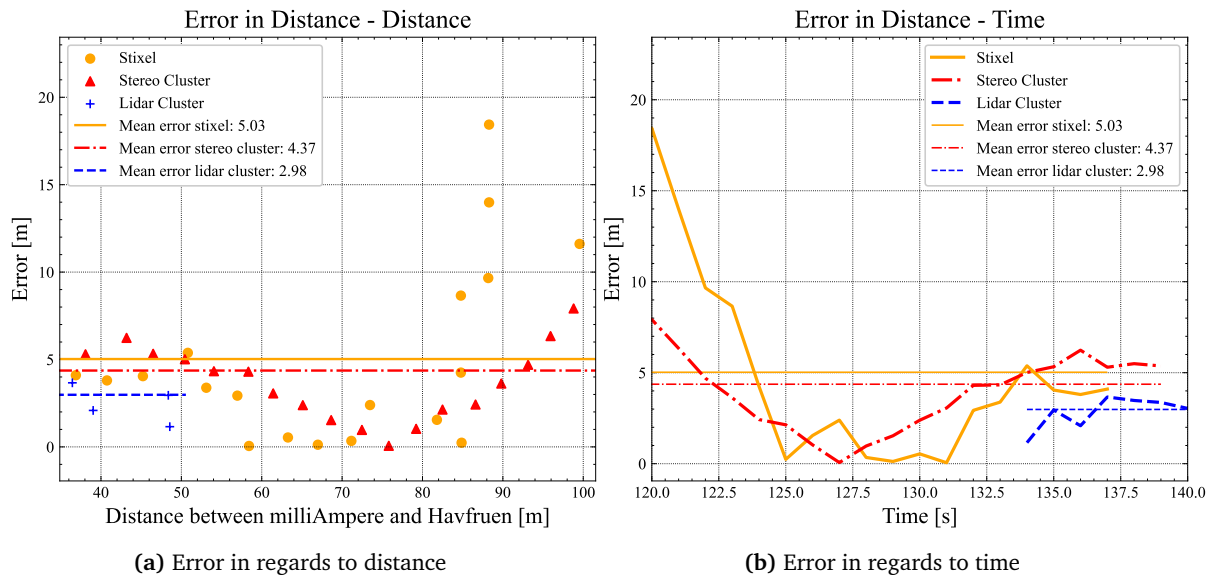 Error in Distance - Distance
Error [m]
20
15
10
5
0
Stixel
Stereo Cluster
Lidar Cluster
Mean error stixel: 5.03
Mean error stereo cluster: 4.37
Mean error lidar cluster: 2.98
40 50 60 70 80 90 100
Distance between milliAmpere and Havfruen [m]
(a) Error in regards to distance
Error in Distance - Time
Error [m]
20
15
10
5
0
Stixel
Stereo Cluster
Lidar Cluster
Mean error stixel: 5.03
Mean error stereo cluster: 4.37
Mean error lidar cluster: 2.98
120.0 122.5 125.0 127.5 130.0 132.5 135.0 137.5 140.0
Time [s]
(b) Error in regards to time